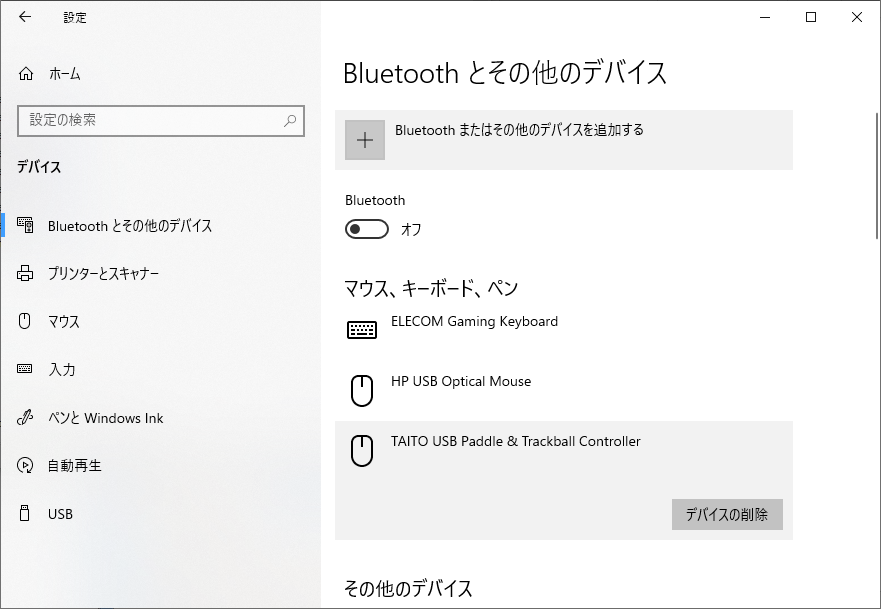 設定
ホーム
設定の検索
デバイス
Bluetooth とその他のデバイス
プリンターとスキャナー
マウス
入力
ペンと Windows Ink
自動再生
USB
Bluetooth とその他のデバイス
Bluetooth またはその他のデバイスを追加する
Bluetooth
オフ
マウス、キーボード、ペン
ELECOM Gaming Keyboard
HP USB Optical Mouse
TAITO USB Paddle & Trackball Controller
デバイスの削除
その他のデバイス